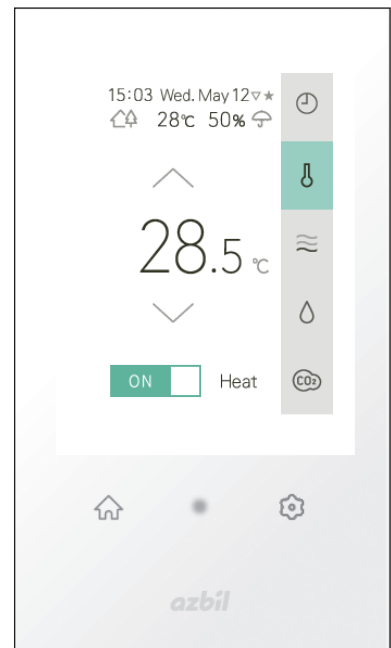 15:03 Wed. May 12▿★
28℃ 50%
28.5 ℃
ON Heat
CO2
azbil